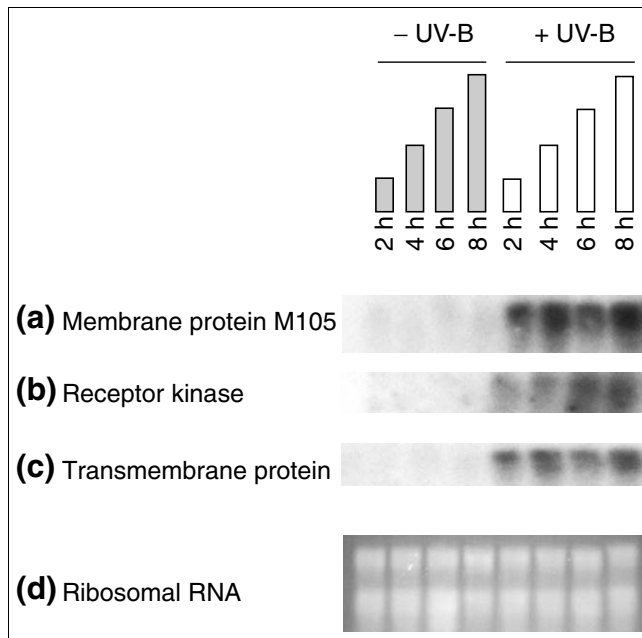 – UV-B + UV-B
2 h 4 h 6 h 8 h 2 h 4 h 6 h 8 h
(a) Membrane protein M105
(b) Receptor kinase
(c) Transmembrane protein
(d) Ribosomal RNA